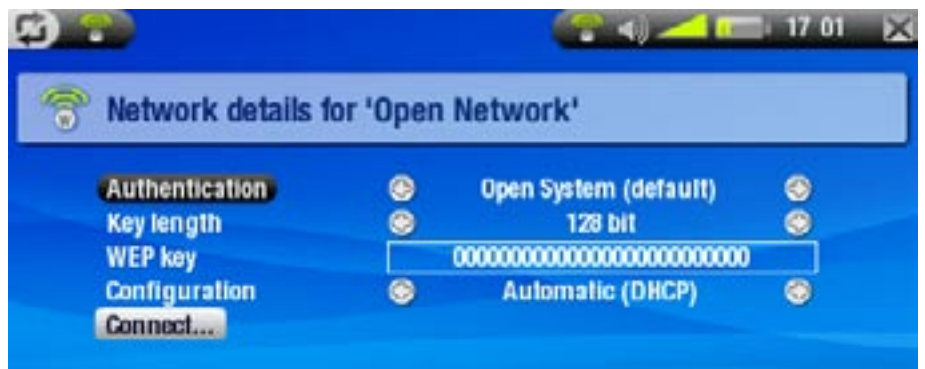 17 01
Network details for 'Open Network'
Authentication Open System (default)
Key length 128 bit
WEP key 00000000000000000000000000
Configuration Automatic (DHCP)
Connect...